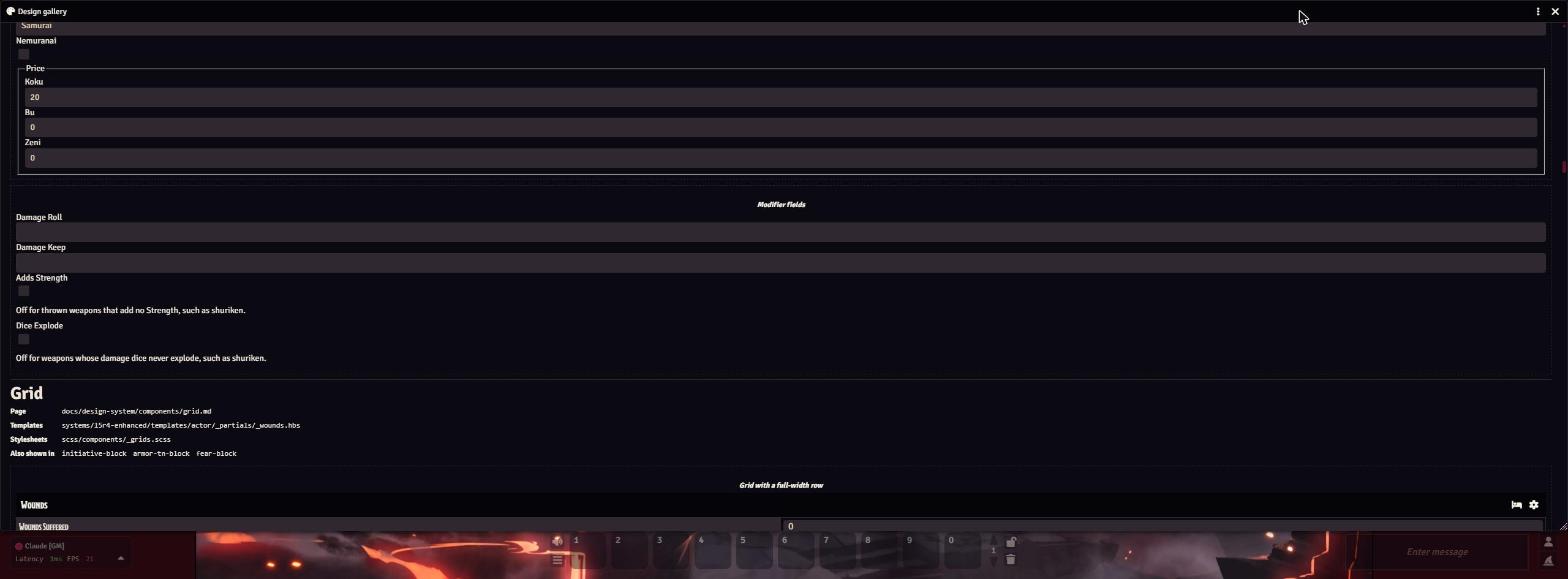 Design gallery
Samurai
Nemuranai
Price
Koku
20
Bu
0
Zeni
0
Modifier fields
Damage Roll
Damage Keep
Adds Strength
Off for thrown weapons that add no Strength, such as shuriken.
Dice Explode
Off for weapons whose damage dice never explode, such as shuriken.
Grid
Page docs/design-system/components/grid.md
Templates systems/l5r4-enhanced/templates/actor/_partials/_wounds.hbs
Stylesheets scss/components/_grids.scss
Also shown in initiative-block armor-tn-block fear-block
Grid with a full-width row
Wounds
Wounds Suffered 0
Claude [GM]
Latency 3ms FPS 21
1 2 3 4 5 6 7 8 9 0
1
Enter message